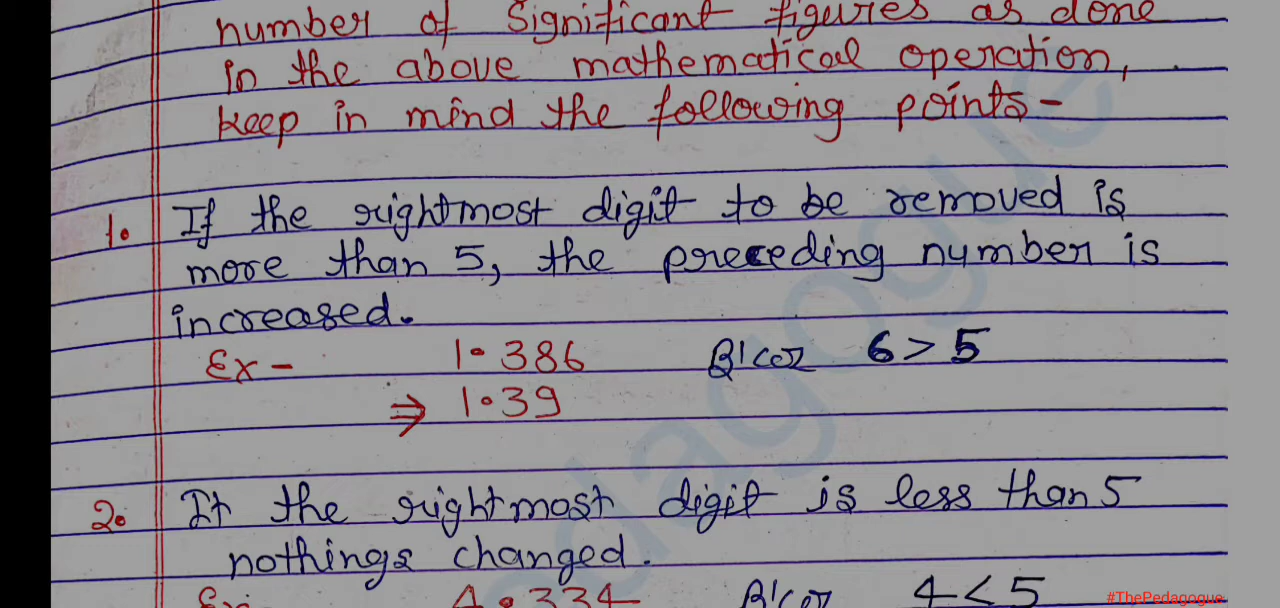 number of significant figures as done
in the above mathematical operation,
keep in mind the following points-
1. If the rightmost digit to be removed is
more than 5, the preceding number is
increased.
Ex - 1.386 B'coz 6 > 5
⇒ 1.39
2. If the rightmost digit is less than 5
nothings changed.
Ex- 4.334 B'coz 4 < 5
#ThePedagogue